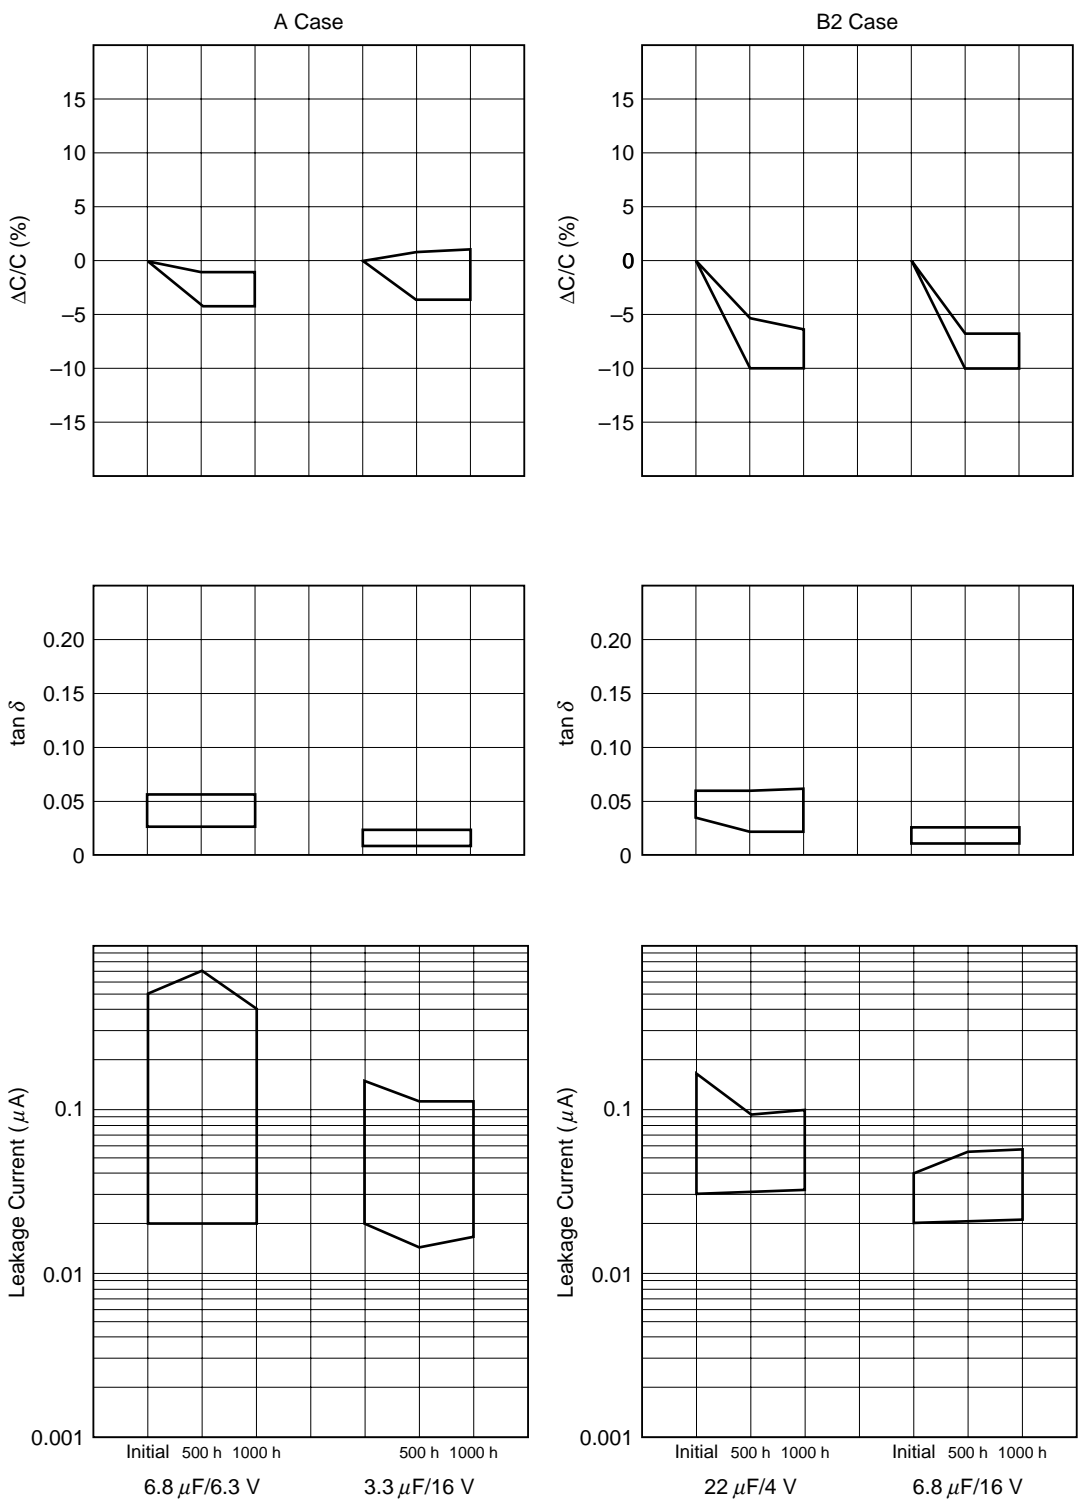 A Case
B2 Case
ΔC/C (%)
15
10
5
0
–5
–10
–15
ΔC/C (%)
15
10
5
0
–5
–10
–15
tan δ
0.20
0.15
0.10
0.05
0
tan δ
0.20
0.15
0.10
0.05
0
Leakage Current ( μA)
0.1
0.01
0.001
Initial 500 h 1000 h
500 h 1000 h
6.8 μF/6.3 V
3.3 μF/16 V
Leakage Current ( μA)
0.1
0.01
0.001
Initial 500 h 1000 h
Initial 500 h 1000 h
22 μF/4 V
6.8 μF/16 V